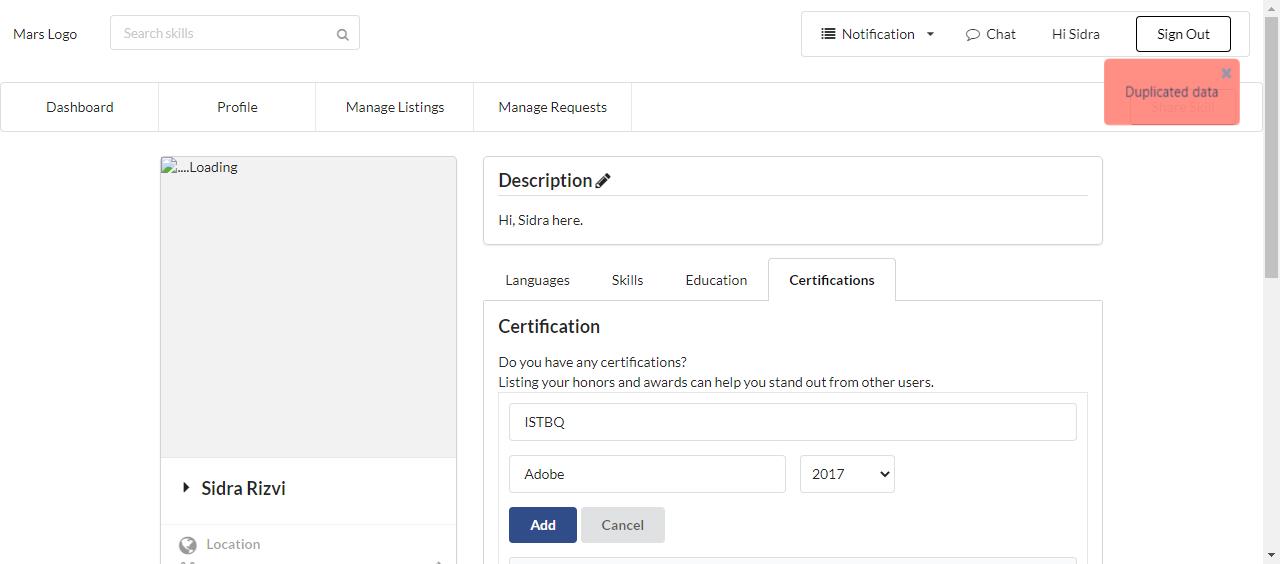 Mars Logo
Search skills
Notification
Chat
Hi Sidra
Sign Out
Duplicated data
Share Skill
Dashboard
Profile
Manage Listings
Manage Requests
....Loading
Description
Hi, Sidra here.
Languages
Skills
Education
Certifications
Certification
Do you have any certifications?
Listing your honors and awards can help you stand out from other users.
ISTBQ
Adobe
2017
Add
Cancel
Sidra Rizvi
Location